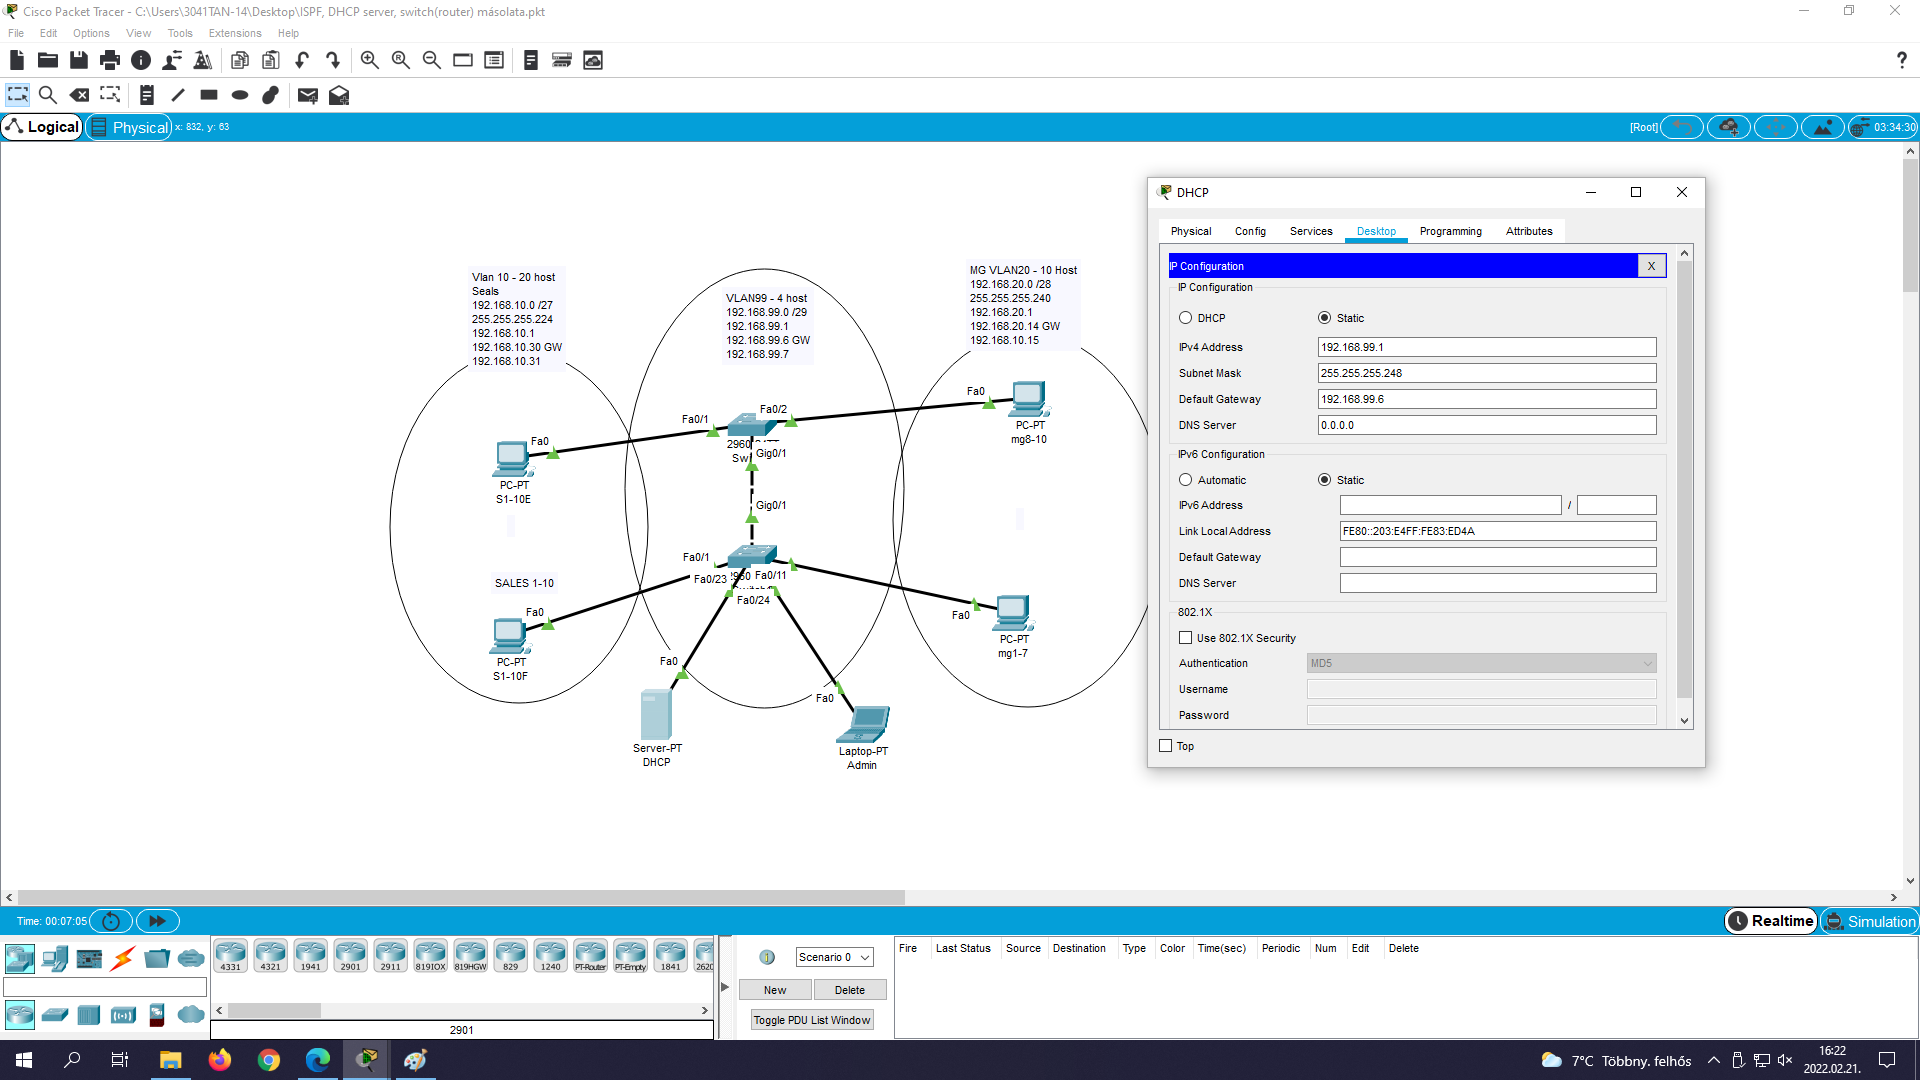 Cisco Packet Tracer - C:\Users\3041TAN-14\Desktop\ISPF, DHCP server, switch(router) másolata.pkt
File Edit Options View Tools Extensions Help
Logical Physical x: 832, y: 63
[Root] 03:34:30
Vlan 10 - 20 host
Seals
192.168.10.0 /27
255.255.255.224
192.168.10.1
192.168.10.30 GW
192.168.10.31
VLAN99 - 4 host
192.168.99.0 /29
192.168.99.1
192.168.99.6 GW
192.168.99.7
MG VLAN20 - 10 Host
192.168.20.0 /28
255.255.255.240
192.168.20.1
192.168.20.14 GW
192.168.10.15
Fa0
PC-PT
S1-10E
Fa0/1
Fa0/2
2960
Sw
Gig0/1
Fa0
PC-PT
mg8-10
Gig0/1
Fa0/1
Fa0/23
Fa0/11
Fa0/24
SALES 1-10
Fa0
PC-PT
S1-10F
Fa0
PC-PT
mg1-7
Fa0
Server-PT
DHCP
Fa0
Laptop-PT
Admin
DHCP
Physical Config Services Desktop Programming Attributes
IP Configuration X
IP Configuration
DHCP Static
IPv4 Address 192.168.99.1
Subnet Mask 255.255.255.248
Default Gateway 192.168.99.6
DNS Server 0.0.0.0
IPv6 Configuration
Automatic Static
IPv6 Address /
Link Local Address FE80::203:E4FF:FE83:ED4A
Default Gateway
DNS Server
802.1X
Use 802.1X Security
Authentication MD5
Username
Password
Top
Time: 00:07:05
Realtime Simulation
4331 4321 1941 2901 2911 819IOX 819HGW 829 1240 PT-Router PT-Empty 1841 2620
2901
Scenario 0
New Delete
Toggle PDU List Window
Fire Last Status Source Destination Type Color Time(sec) Periodic Num Edit Delete
7°C Többny. felhős
16:22
2022.02.21.